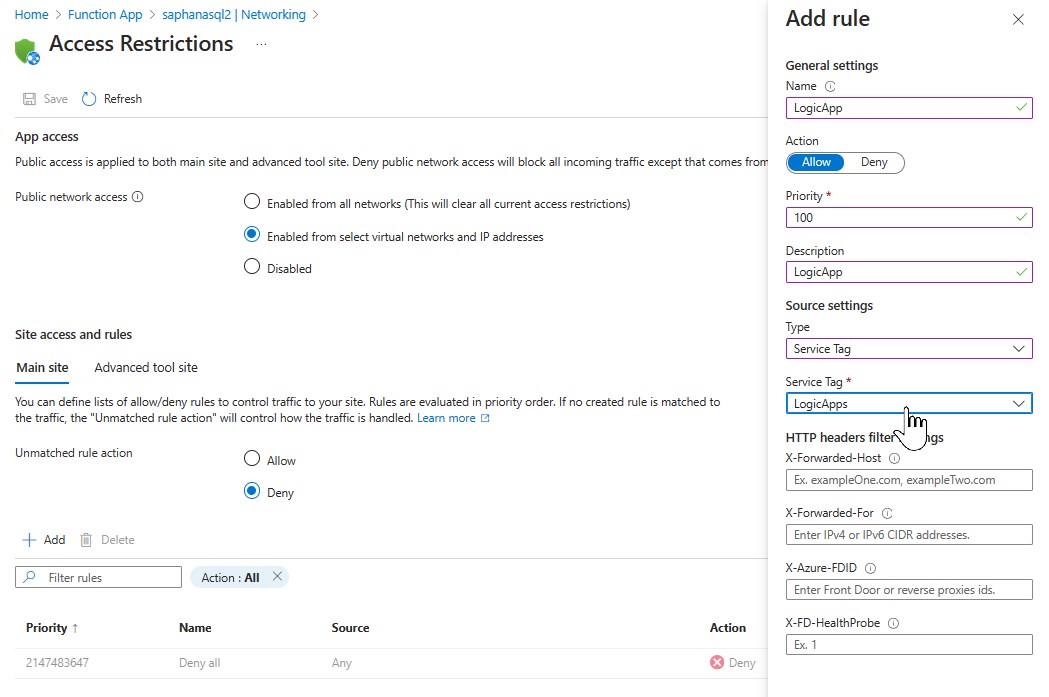 Home > Function App > saphanasql2 | Networking >
Access Restrictions ...
Save Refresh
App access
Public access is applied to both main site and advanced tool site. Deny public network access will block all incoming traffic except that comes from
Public network access
Enabled from all networks (This will clear all current access restrictions)
Enabled from select virtual networks and IP addresses
Disabled
Site access and rules
Main site Advanced tool site
You can define lists of allow/deny rules to control traffic to your site. Rules are evaluated in priority order. If no created rule is matched to
the traffic, the "Unmatched rule action" will control how the traffic is handled. Learn more
Unmatched rule action
Allow
Deny
Add Delete
Filter rules Action : All
Priority ↑ Name Source Action
2147483647 Deny all Any Deny
Add rule
General settings
Name
LogicApp
Action
Allow Deny
Priority *
100
Description
LogicApp
Source settings
Type
Service Tag
Service Tag *
LogicApps
HTTP headers filter ngs
X-Forwarded-Host
Ex. exampleOne.com, exampleTwo.com
X-Forwarded-For
Enter IPv4 or IPv6 CIDR addresses.
X-Azure-FDID
Enter Front Door or reverse proxies ids.
X-FD-HealthProbe
Ex. 1